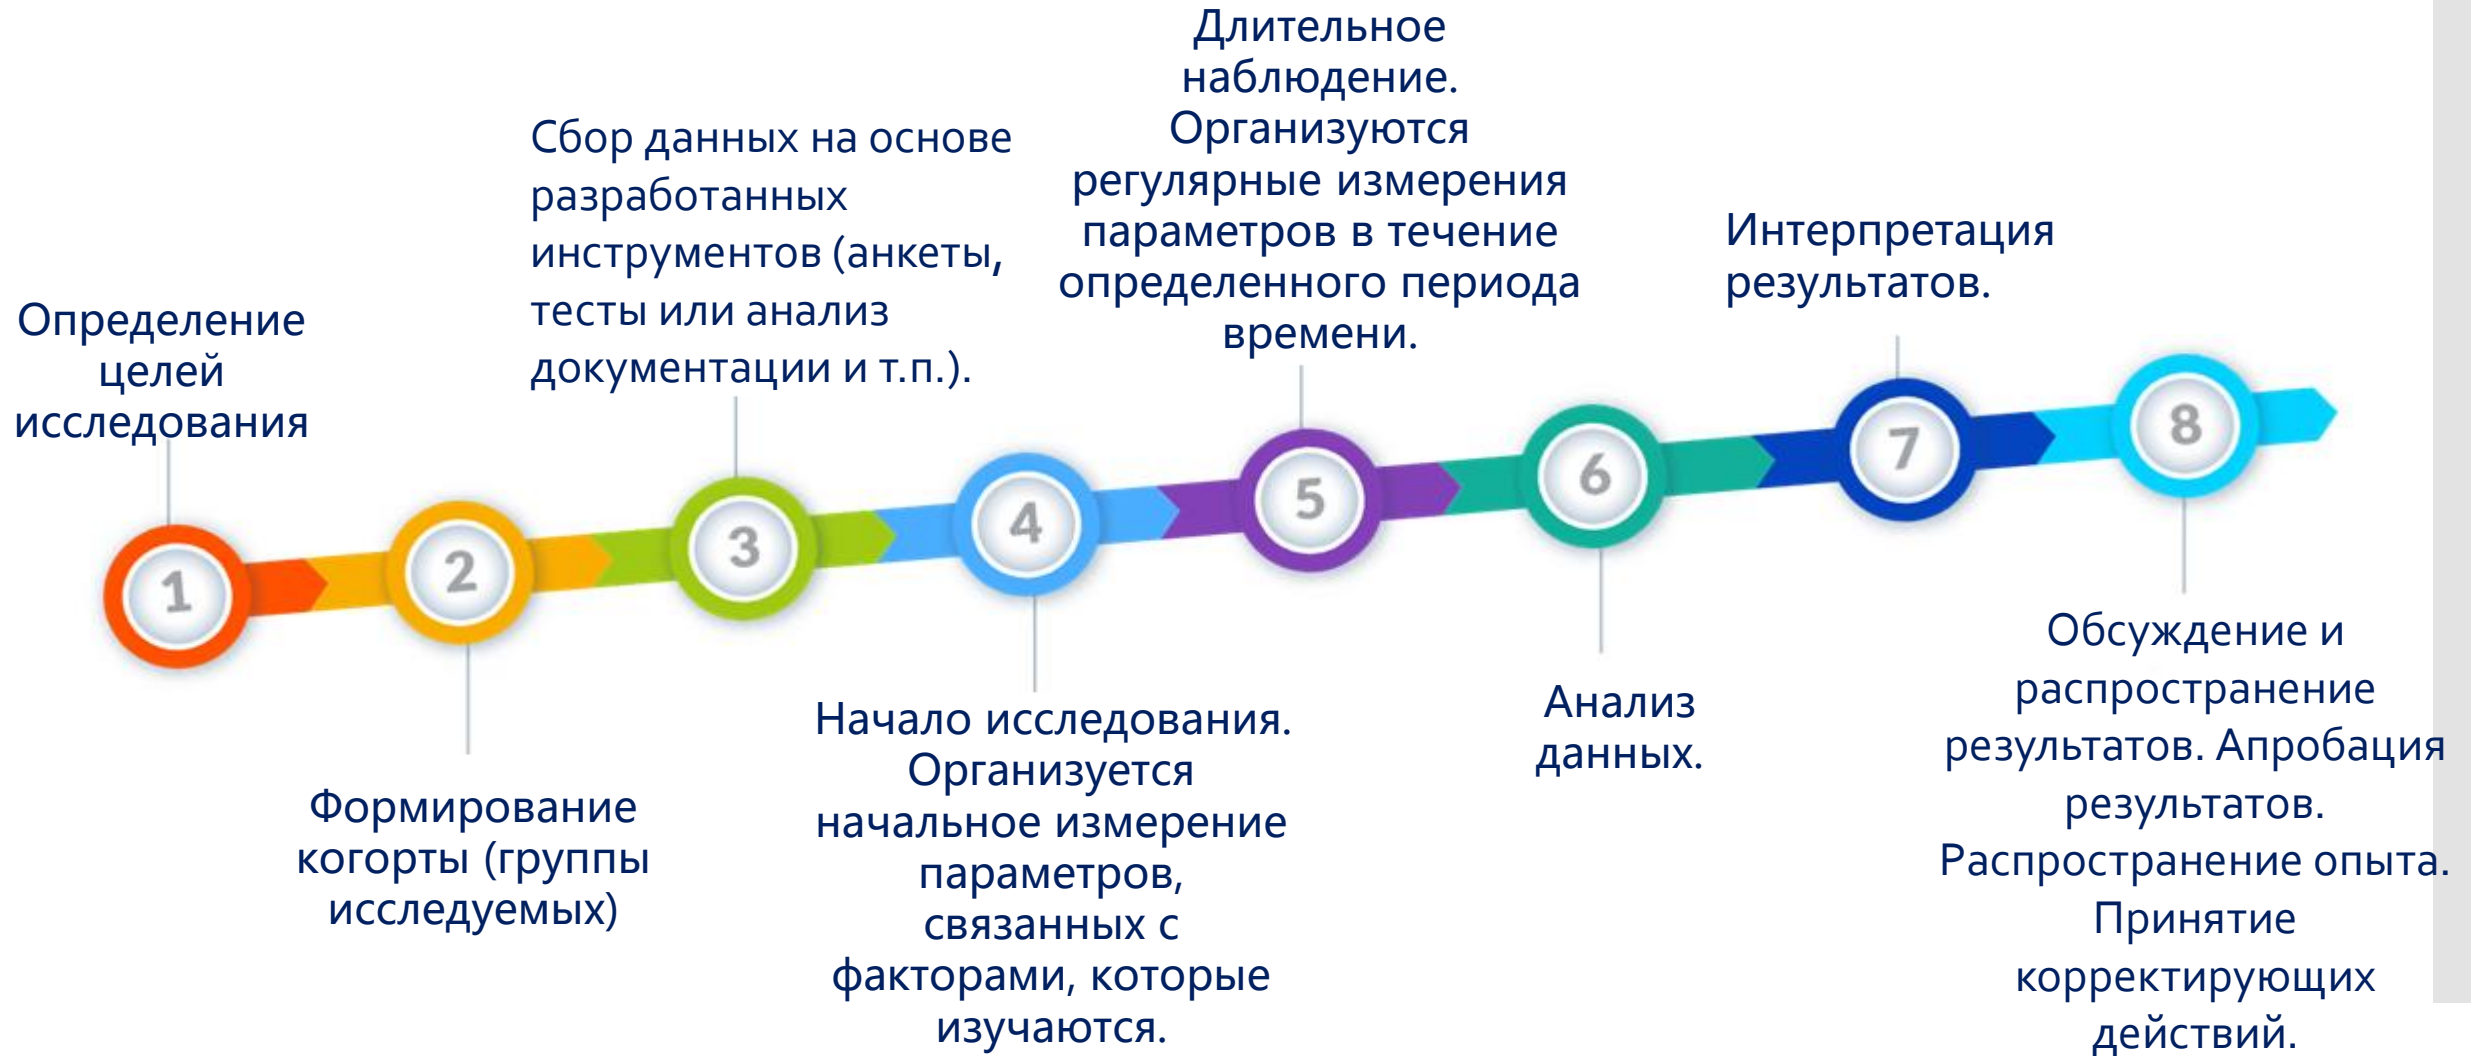 Определение
целей
исследования
1
2
Формирование
когорты (группы
исследуемых)
Сбор данных на основе
разработанных
инструментов (анкеты,
тесты или анализ
документации и т.п.).
3
4
Начало исследования.
Организуется
начальное измерение
параметров,
связанных с
факторами, которые
изучаются.
Длительное
наблюдение.
Организуются
регулярные измерения
параметров в течение
определенного периода
времени.
5
6
Анализ
данных.
Интерпретация
результатов.
7
8
Обсуждение и
распространение
результатов. Апробация
результатов.
Распространение опыта.
Принятие
корректирующих
действий.